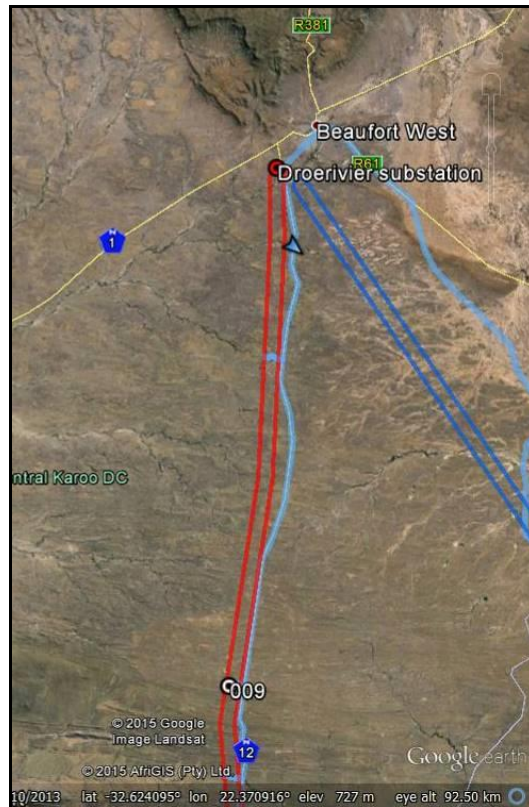 R381
Beaufort West
R61
Droerivier substation
N
1
ntral Karoo DC
009
© 2015 Google
Image Landsat
N
12
Google earth
© 2015 AfriGIS (Pty) Ltd.
10/2013 lat -32.624095° lon 22.370916° elev 727 m eye alt 92.50 km